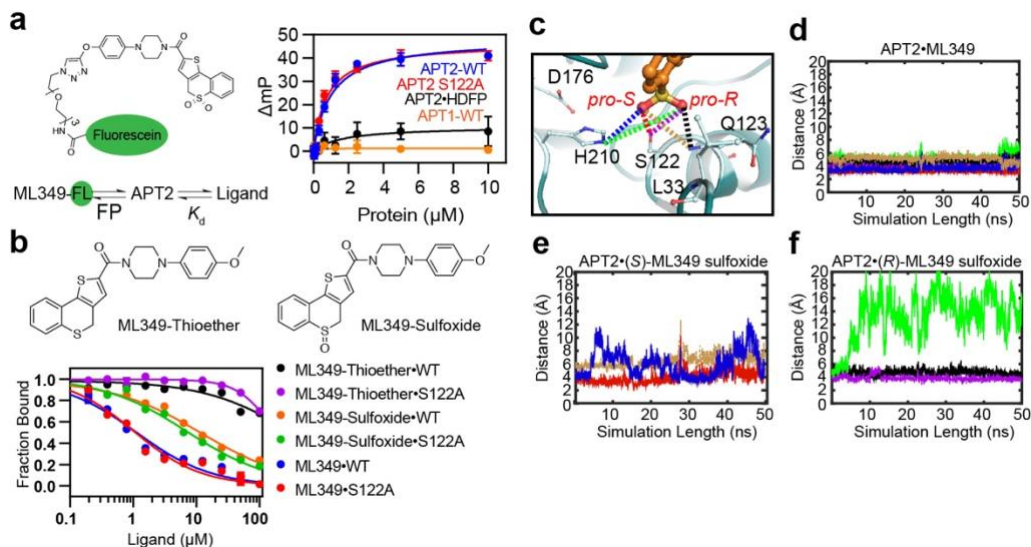 a
O
N
N
O
S
S
O O
N
N=N
O
3
HN
O
Fluorescein
ML349-FL
APT2
Ligand
FP
Kd
50
40
30
20
10
0
ΔmP
APT2-WT
APT2 S122A
APT2•HDFP
APT1-WT
0 2 4 6 8 10
Protein (µM)
b
O
S
N
N
O
S
ML349-Thioether
O
S
N
N
O
S
O
ML349-Sulfoxide
1.0
0.8
0.6
0.4
0.2
0.0
Fraction Bound
0.1 1 10 100
Ligand (µM)
ML349-Thioether•WT
ML349-Thioether•S122A
ML349-Sulfoxide•WT
ML349-Sulfoxide•S122A
ML349•WT
ML349•S122A
c
D176
pro-S
pro-R
Q123
H210
S122
L33
d
APT2•ML349
20
18
16
14
12
10
8
6
4
2
0
Distance (Å)
0 10 20 30 40 50
Simulation Length (ns)
e
APT2•(S)-ML349 sulfoxide
20
18
16
14
12
10
8
6
4
2
0
Distance (Å)
0 10 20 30 40 50
Simulation Length (ns)
f
APT2•(R)-ML349 sulfoxide
20
18
16
14
12
10
8
6
4
2
0
Distance (Å)
0 10 20 30 40 50
Simulation Length (ns)